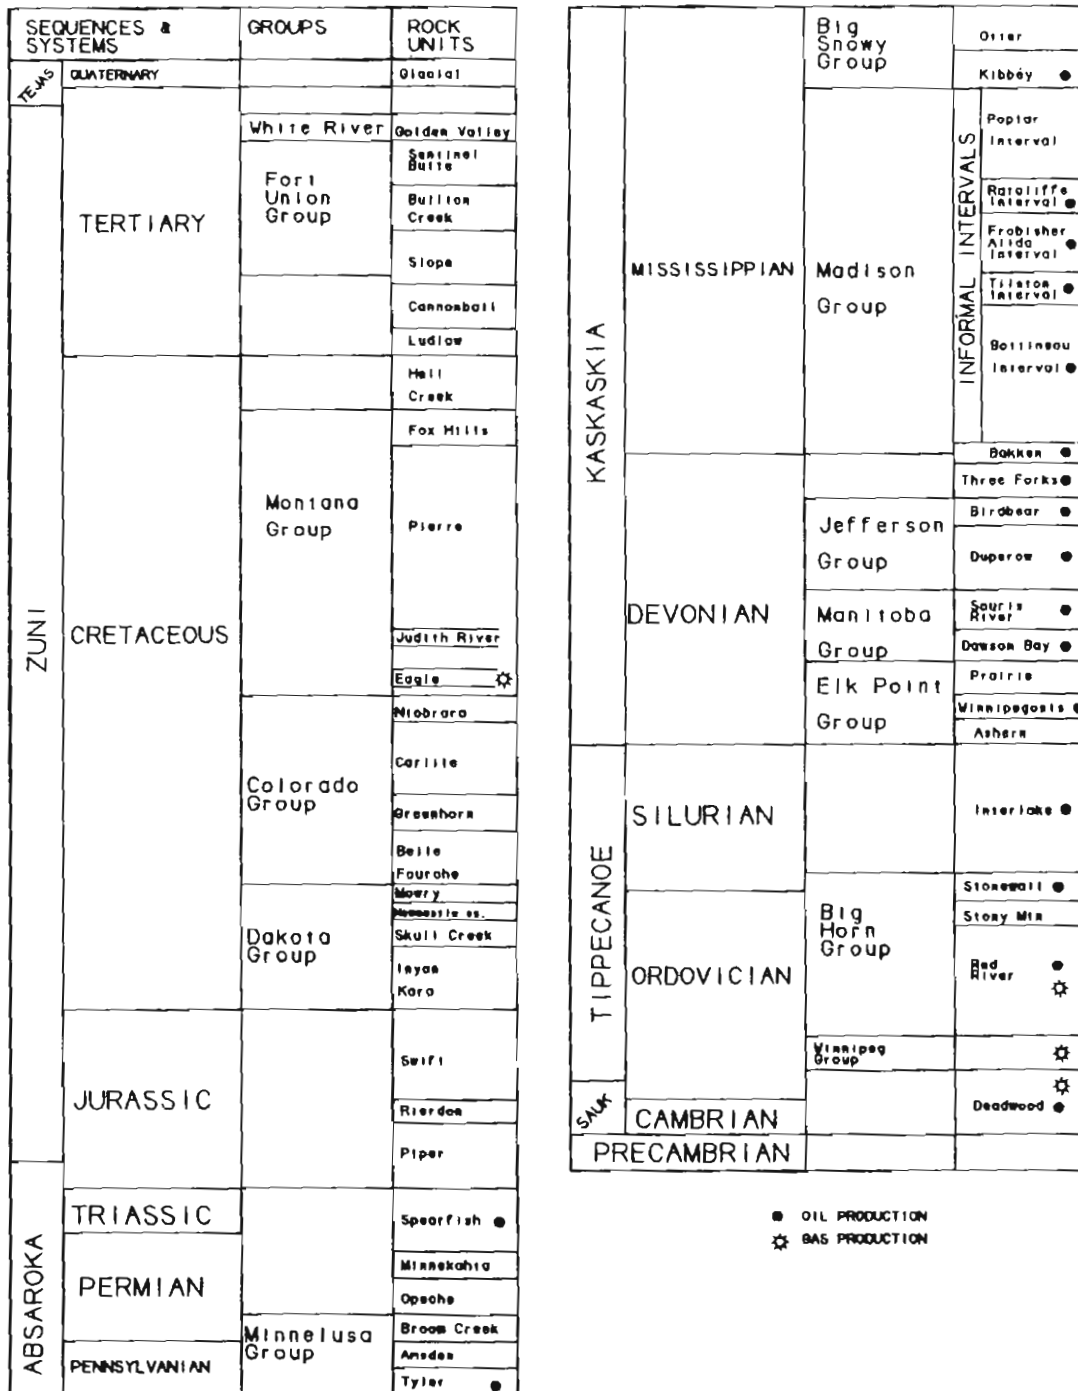 SEQUENCES &
SYSTEMS
GROUPS
ROCK
UNITS
TEJAS
QUATERNARY
Glacial
White River
Golden Valley
TERTIARY
Fort
Union
Group
Sentinel
Butte
Bullion
Creek
Slope
Cannonball
Ludlow
ZUNI
CRETACEOUS
Hell
Creek
Montana
Group
Fox Hills
Pierre
Judith River
Eagle
Colorado
Group
Niobrara
Carlile
Greenhorn
Belle
Fourche
Dakota
Group
Mowry
Newcastle ss.
Skull Creek
Inyan
Kara
JURASSIC
Swift
Rierdon
Piper
ABSAROKA
TRIASSIC
Spearfish
PERMIAN
Minnekahta
Opeche
Minnelusa
Group
Broom Creek
PENNSYLVANIAN
Amsden
Tyler
KASKASKIA
Big
Snowy
Group
Otter
Kibbey
MISSISSIPPIAN
Madison
Group
INFORMAL INTERVALS
Poplar
Interval
Ratcliffe
Interval
Frobisher
Alida
Interval
Tilston
Interval
Bottineau
Interval
Bakken
DEVONIAN
Three Forks
Jefferson
Group
Birdbear
Duperow
Manitoba
Group
Souris
River
Dawson Bay
Elk Point
Group
Prairie
Winnipegosis
Ashern
TIPPECANOE
SILURIAN
Interlake
ORDOVICIAN
Big
Horn
Group
Stonewall
Stony Mtn
Red
River
Winnipeg
Group
SAUK
CAMBRIAN
Deadwood
PRECAMBRIAN
OIL PRODUCTION
GAS PRODUCTION